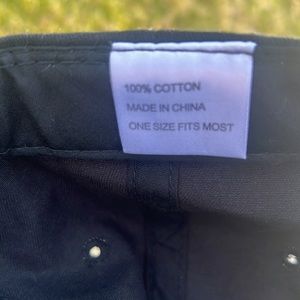 100% COTTON
MADE IN CHINA
ONE SIZE FITS MOST